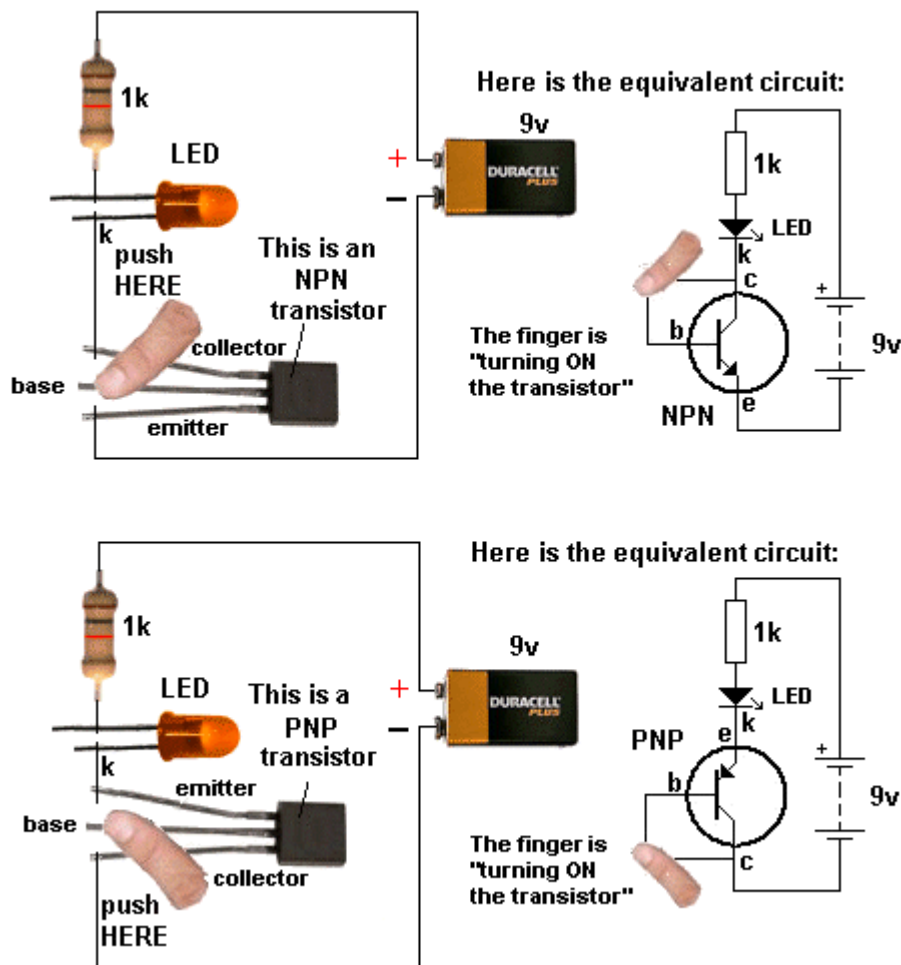 1k
LED
k
push
HERE
This is an
NPN
transistor
collector
base
emitter
9v
+
−
DURACELL
PLUS
Here is the equivalent circuit:
1k
LED
k
c
b
e
NPN
+
9v
The finger is
"turning ON
the transistor"
1k
LED
k
This is a
PNP
transistor
emitter
base
collector
push
HERE
9v
+
−
DURACELL
PLUS
Here is the equivalent circuit:
1k
LED
k
e
PNP
b
c
+
9v
The finger is
"turning ON
the transistor"